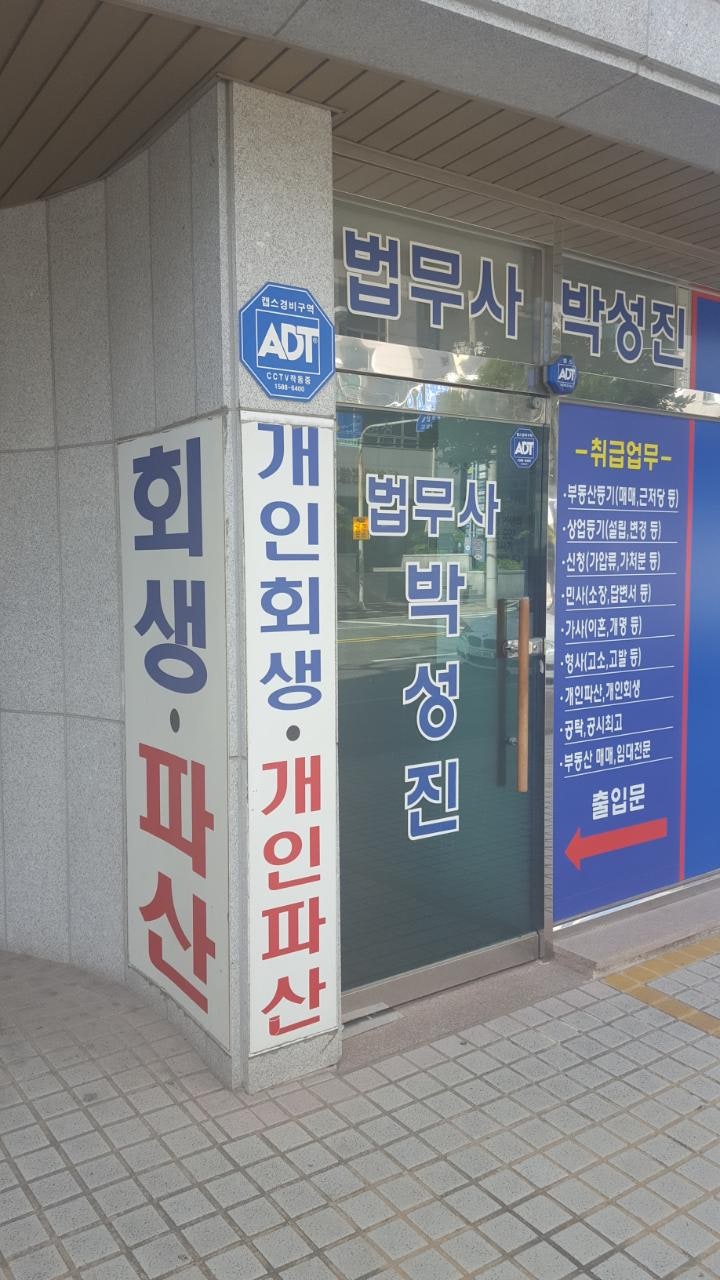 법무사 박성진
캡스경비구역
ADT
CCTV작동중
1588-6400
ADT
ADT
회생·파산
개인회생·개인파산
법무사
박성진
-취급업무-
·부동산등기(매매,근저당 등)
·상업등기(설립,변경 등)
·신청(가압류,가처분 등)
·민사(소장,답변서 등)
·가사(이혼,개명 등)
·형사(고소,고발 등)
·개인파산,개인회생
·공탁,공시최고
·부동산 매매,임대전문
출입문